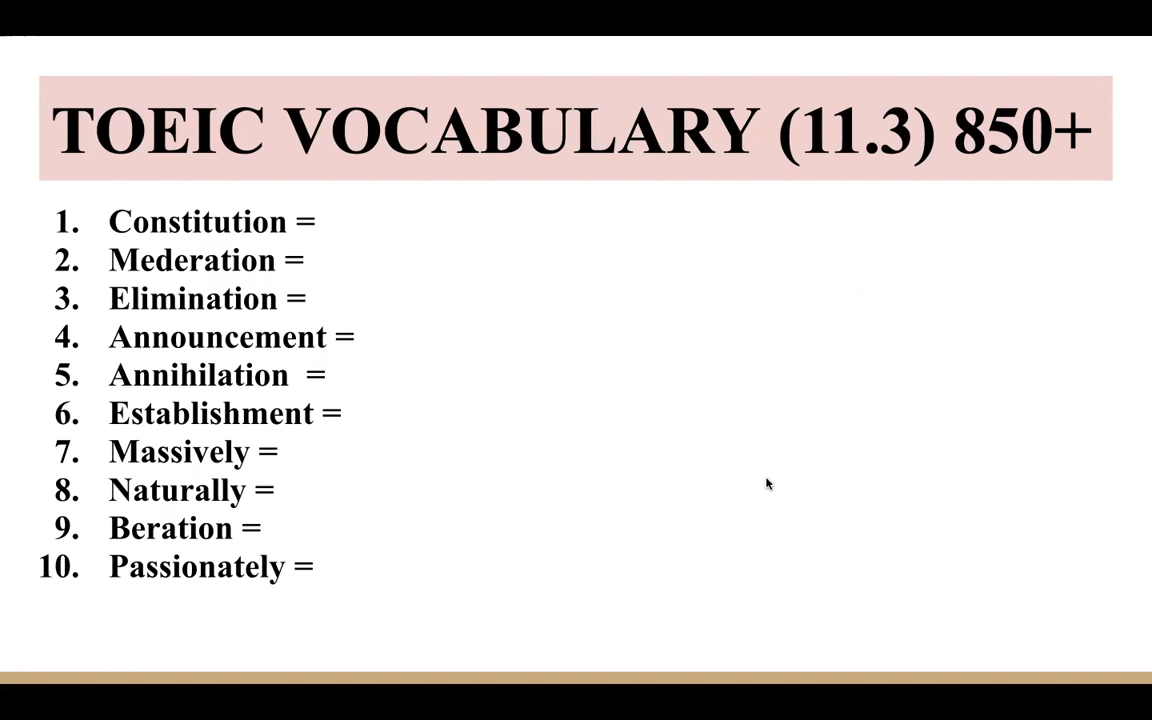 TOEIC VOCABULARY (11.3) 850+
1. Constitution =
2. Mederation =
3. Elimination =
4. Announcement =
5. Annihilation =
6. Establishment =
7. Massively =
8. Naturally =
9. Beration =
10. Passionately =